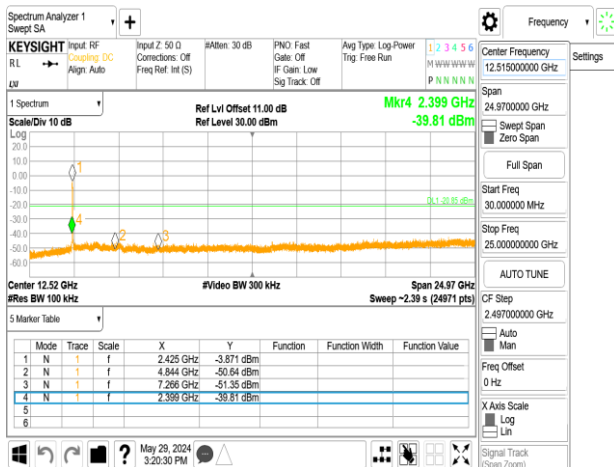 Spectrum Analyzer 1
Swept SA
Frequency
KEYSIGHT
RL
LXI
Input: RF
Coupling: DC
Align: Auto
Input Z: 50 Ω
Corrections: Off
Freq Ref: Int (S)
#Atten: 30 dB
PNO: Fast
Gate: Off
IF Gain: Low
Sig Track: Off
Avg Type: Log-Power
Trig: Free Run
1 2 3 4 5 6
M W W W W W
P N N N N N
1 Spectrum
Scale/Div 10 dB
Ref Lvl Offset 11.00 dB
Ref Level 30.00 dBm
Mkr4 2.399 GHz
-39.81 dBm
Log
20.0
10.0
0.00
-10.0
-20.0
-30.0
-40.0
-50.0
-60.0
1
4
2
3
DL1 -20.85 dBm
Center 12.52 GHz
#Res BW 100 kHz
#Video BW 300 kHz
Span 24.97 GHz
Sweep ~2.39 s (24971 pts)
5 Marker Table
Mode Trace Scale X Y Function Function Width Function Value
1 N 1 f 2.425 GHz -3.871 dBm
2 N 1 f 4.844 GHz -50.64 dBm
3 N 1 f 7.266 GHz -51.35 dBm
4 N 1 f 2.399 GHz -39.81 dBm
5
6
May 29, 2024
3:20:30 PM
Center Frequency
12.515000000 GHz
Settings
Span
24.9700000 GHz
Swept Span
Zero Span
Full Span
Start Freq
30.000000 MHz
Stop Freq
25.000000000 GHz
AUTO TUNE
CF Step
2.497000000 GHz
Auto
Man
Freq Offset
0 Hz
X Axis Scale
Log
Lin
Signal Track
(Span Zoom)